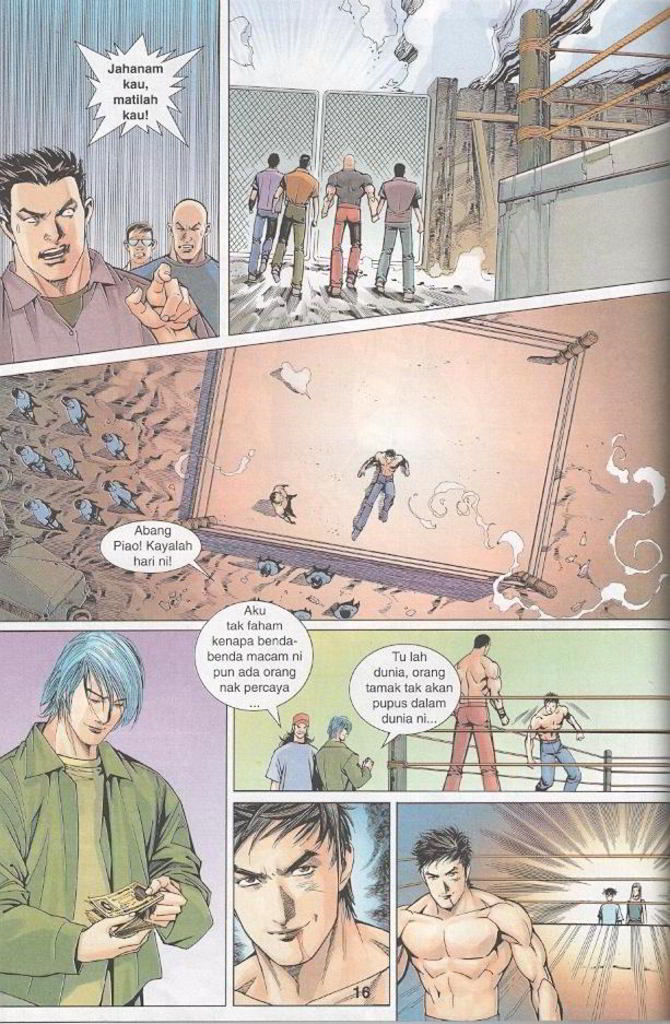 Jahanam
kau,
matilah
kau!
Abang
Piao! Kayalah
hari ni!
Aku
tak faham
kenapa benda-
benda macam ni
pun ada orang
nak percaya
...
Tu lah
dunia, orang
tamak tak akan
pupus dalam
dunia ni...
16